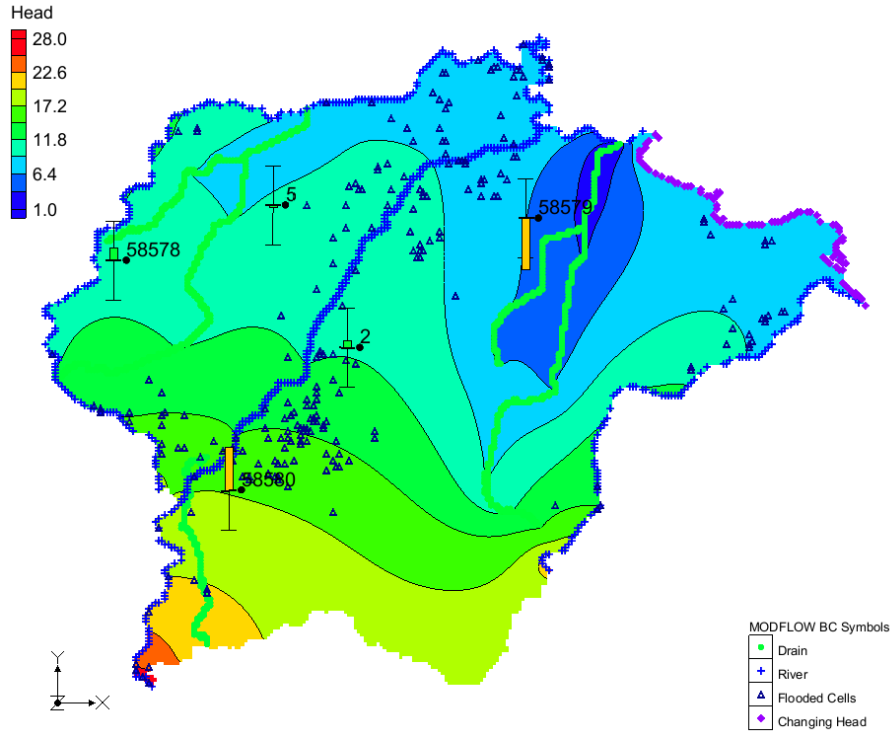 Head
28.0
22.6
17.2
11.8
6.4
1.0
5
58579
58578
2
58580
Y
Z
X
MODFLOW BC Symbols
Drain
River
Flooded Cells
Changing Head